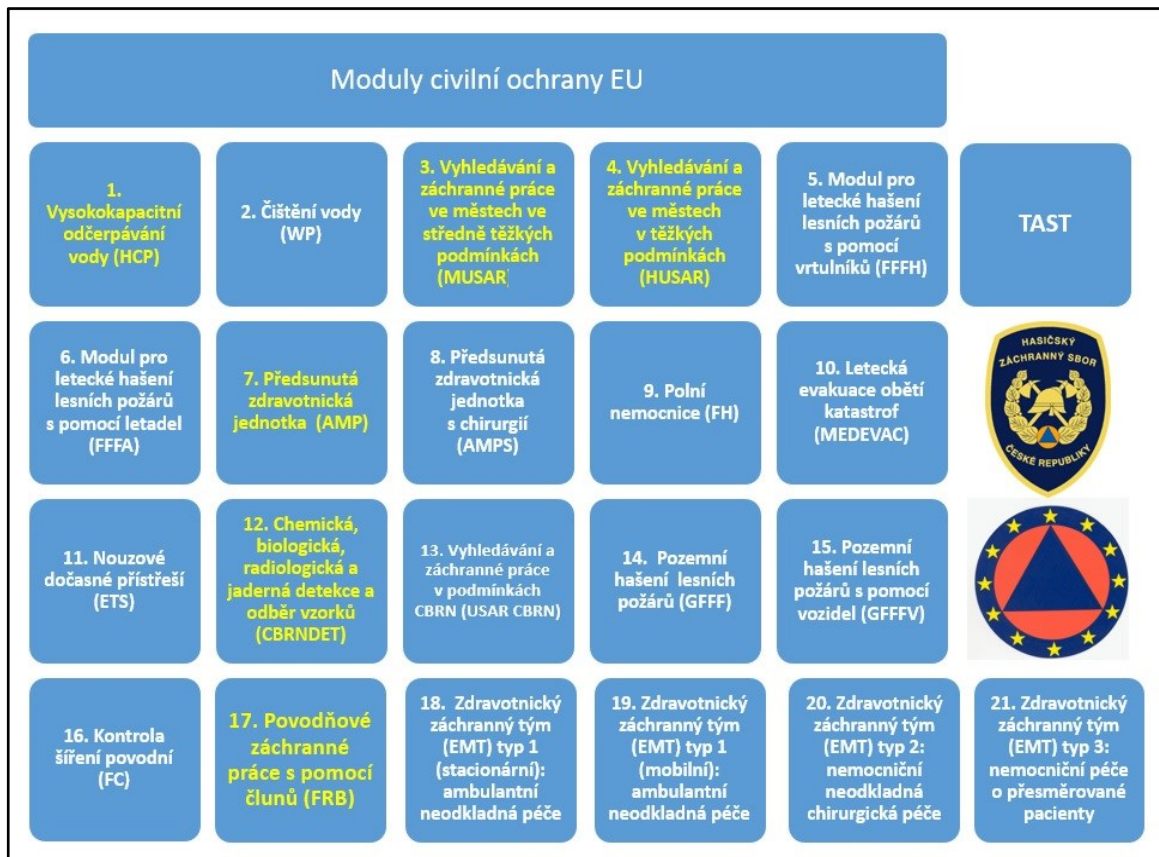 Moduly civilní ochrany EU
1.
Vysokokapacitní
odčerpávání
vody (HCP)
2. Čištění vody
(WP)
3. Vyhledávání a
záchranné práce
ve městech ve
středně těžkých
podmínkách
(MUSAR)
4. Vyhledávání a
záchranné práce
ve městech
v těžkých
podmínkách
(HUSAR)
5. Modul pro
letecké hašení
lesních požárů
s pomocí
vrtulníků (FFFH)
TAST
6. Modul pro
letecké hašení
lesních požárů
s pomocí letadel
(FFFA)
7. Předsunutá
zdravotnická
jednotka (AMP)
8. Předsunutá
zdravotnická
jednotka
s chirurgií
(AMPS)
9. Polní
nemocnice (FH)
10. Letecká
evakuace obětí
katastrof
(MEDEVAC)
HASIČSKÝ
ZÁCHRANNÝ SBOR
ČESKÉ REPUBLIKY
11. Nouzové
dočasné přístřeší
(ETS)
12. Chemická,
biologická,
radiologická a
jaderná detekce a
odběr vzorků
(CBRNDET)
13. Vyhledávání a
záchranné práce
v podmínkách
CBRN (USAR CBRN)
14. Pozemní
hašení lesních
požárů (GFFF)
15. Pozemní
hašení lesních
požárů s pomocí
vozidel (GFFFV)
16. Kontrola
šíření povodní
(FC)
17. Povodňové
záchranné
práce s pomocí
člunů (FRB)
18. Zdravotnický
záchranný tým
(EMT) typ 1
(stacionární):
ambulantní
neodkladná péče
19. Zdravotnický
záchranný tým
(EMT) typ 1
(mobilní):
ambulantní
neodkladná péče
20. Zdravotnický
záchranný tým
(EMT) typ 2:
nemocniční
neodkladná
chirurgická péče
21. Zdravotnický
záchranný tým
(EMT) typ 3:
nemocniční péče
o přesměrované
pacienty